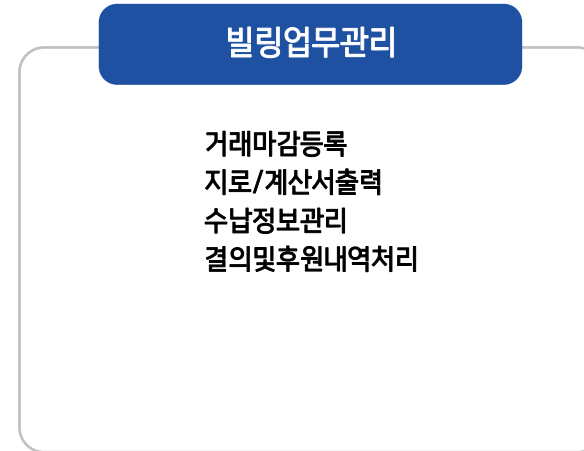 빌링업무관리
거래마감등록
지로/계산서출력
수납정보관리
결의및후원내역처리